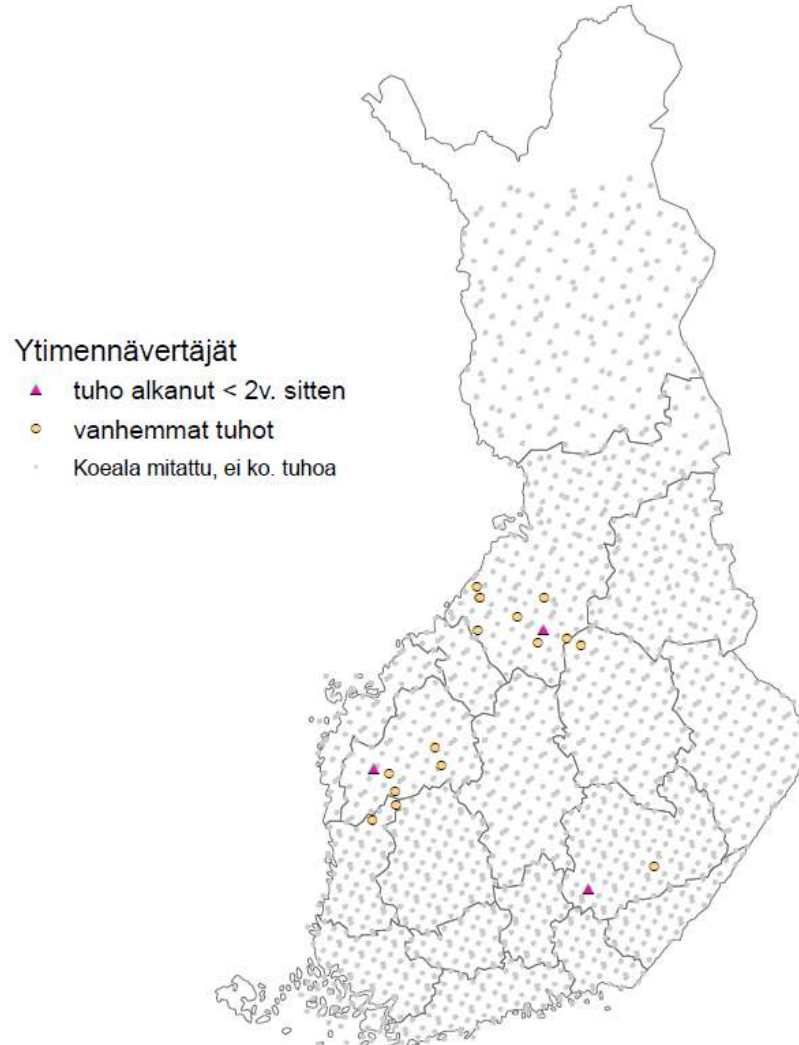 Ytimennävertäjät
tuho alkanut < 2v. sitten
vanhemmat tuhot
Koeala mitattu, ei ko. tuhoa